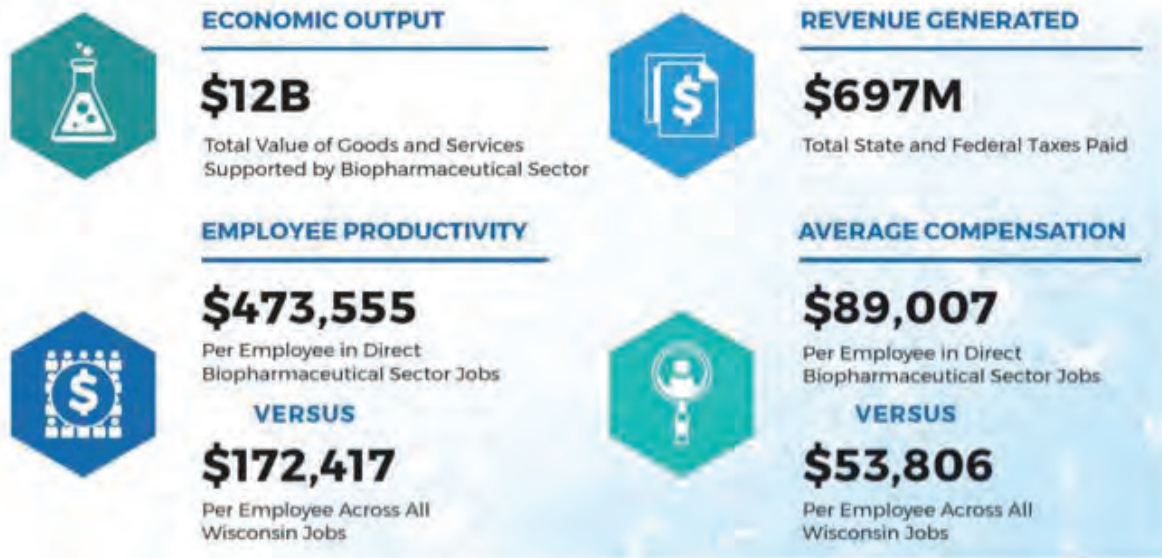 ECONOMIC OUTPUT
$12B
Total Value of Goods and Services
Supported by Biopharmaceutical Sector
REVENUE GENERATED
$
$697M
Total State and Federal Taxes Paid
EMPLOYEE PRODUCTIVITY
$
$473,555
Per Employee in Direct
Biopharmaceutical Sector Jobs
VERSUS
$172,417
Per Employee Across All
Wisconsin Jobs
AVERAGE COMPENSATION
$89,007
Per Employee in Direct
Biopharmaceutical Sector Jobs
VERSUS
$53,806
Per Employee Across All
Wisconsin Jobs